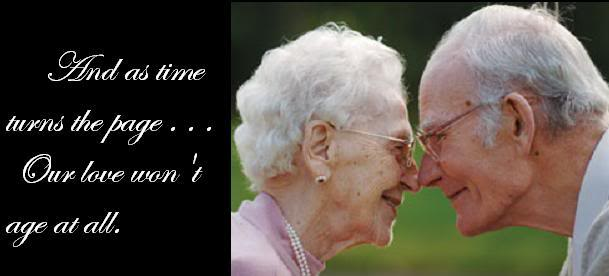 And as time
turns the page . . .
Our love won't
age at all.